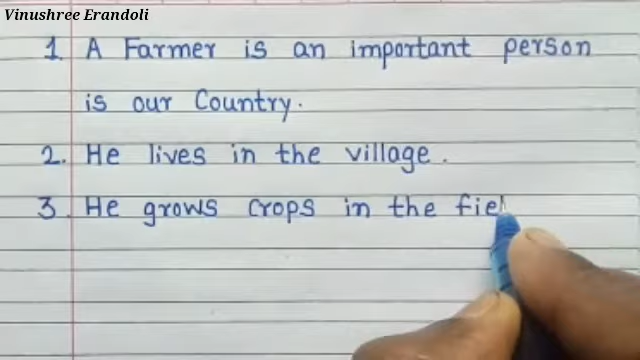 Vinushree Erandoli
1. A Farmer is an important person
is our Country.
2. He lives in the village.
3. He grows crops in the fiel